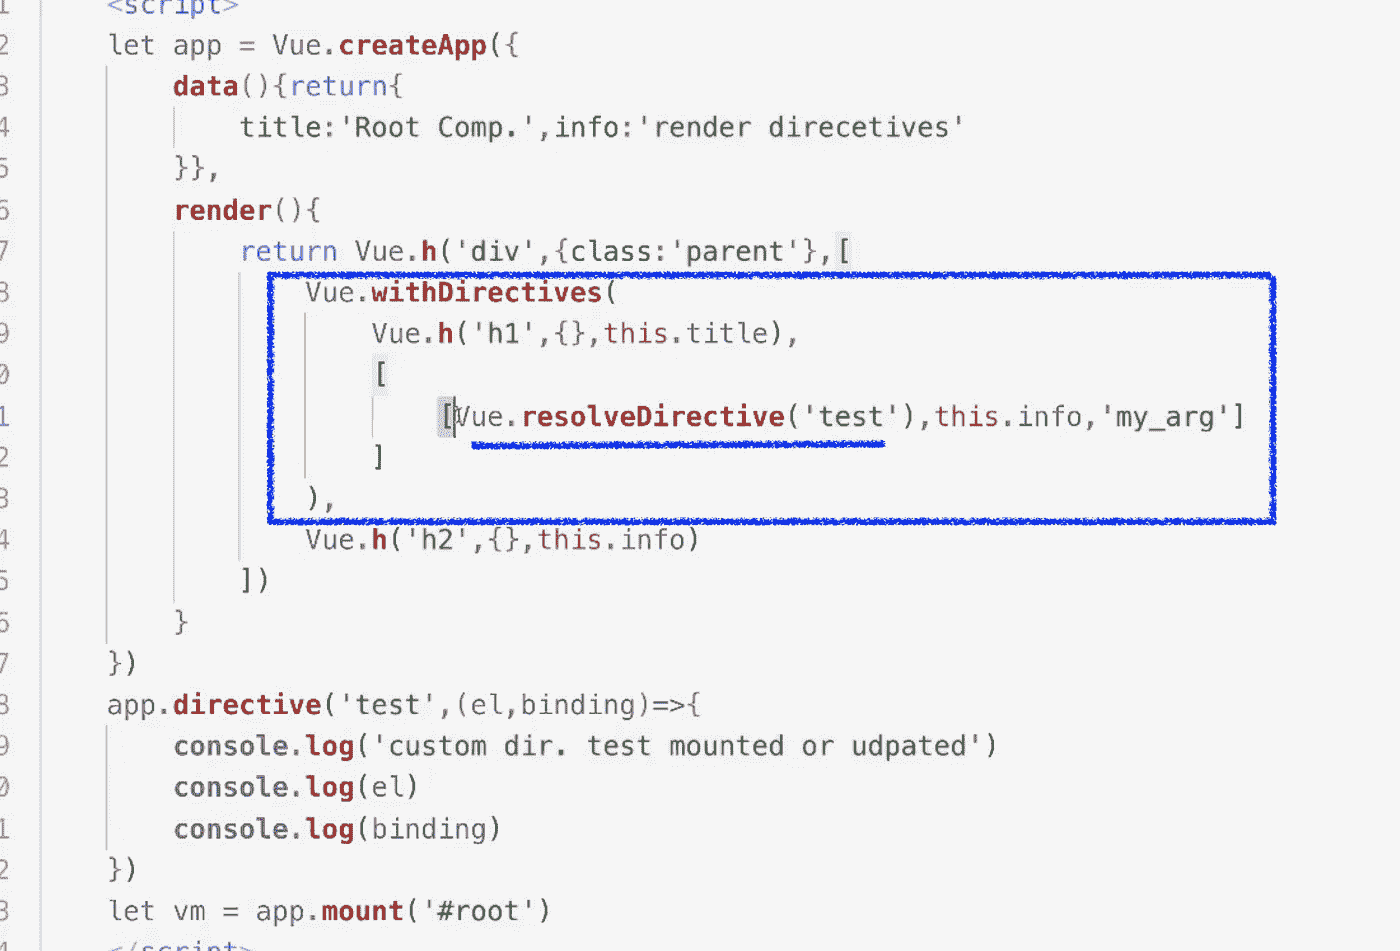 1 <script>
2 let app = Vue.createApp({
3 data(){return{
4 title:'Root Comp.',info:'render direcetives'
5 }},
6 render(){
7 return Vue.h('div',{class:'parent'},[
8 Vue.withDirectives(
9 Vue.h('h1',{},this.title),
0 [
1 [Vue.resolveDirective('test'),this.info,'my_arg']
2 ]
3 ),
4 Vue.h('h2',{},this.info)
5 ])
6 }
7 })
8 app.directive('test',(el,binding)=>{
9 console.log('custom dir. test mounted or udpated')
0 console.log(el)
1 console.log(binding)
2 })
3 let vm = app.mount('#root')
4 </script>